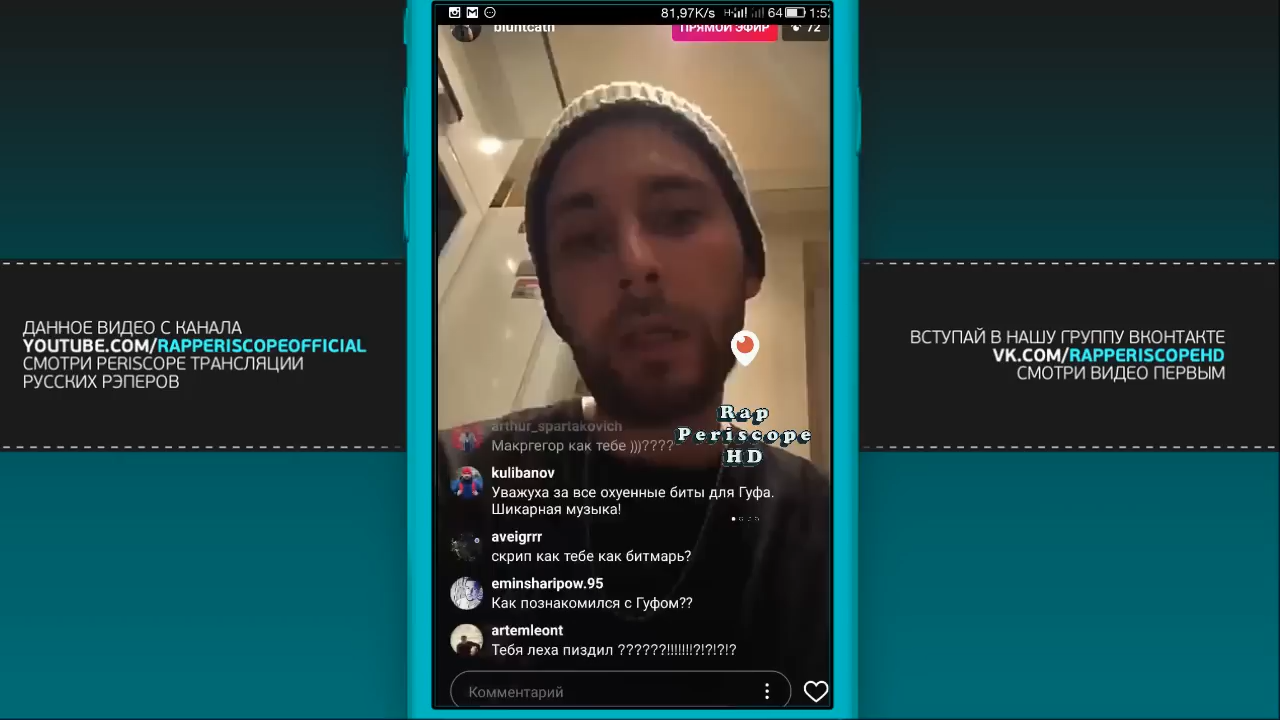 81,97K/s
64
1:52
bluntcath
ПРЯМОЙ ЭФИР
72
ДАННОЕ ВИДЕО С КАНАЛА
YOUTUBE.COM/RAPPERISCOPEOFFICIAL
СМОТРИ PERISCOPE ТРАНСЛЯЦИИ
РУССКИХ РЭПЕРОВ
ВСТУПАЙ В НАШУ ГРУППУ ВКОНТАКТЕ
VK.COM/RAPPERISCOPEHD
СМОТРИ ВИДЕО ПЕРВЫМ
Rap
Periscope
HD
arthur_spartakovich
Макргегор как тебе )))????
kulibanov
Уважуха за все охуенные биты для Гуфа.
Шикарная музыка!
aveigrrr
скрип как тебе как битмарь?
eminsharipow.95
Как познакомился с Гуфом??
artemleont
Тебя леха пиздил ??????!!!!!!!?!?!?!?
Комментарий